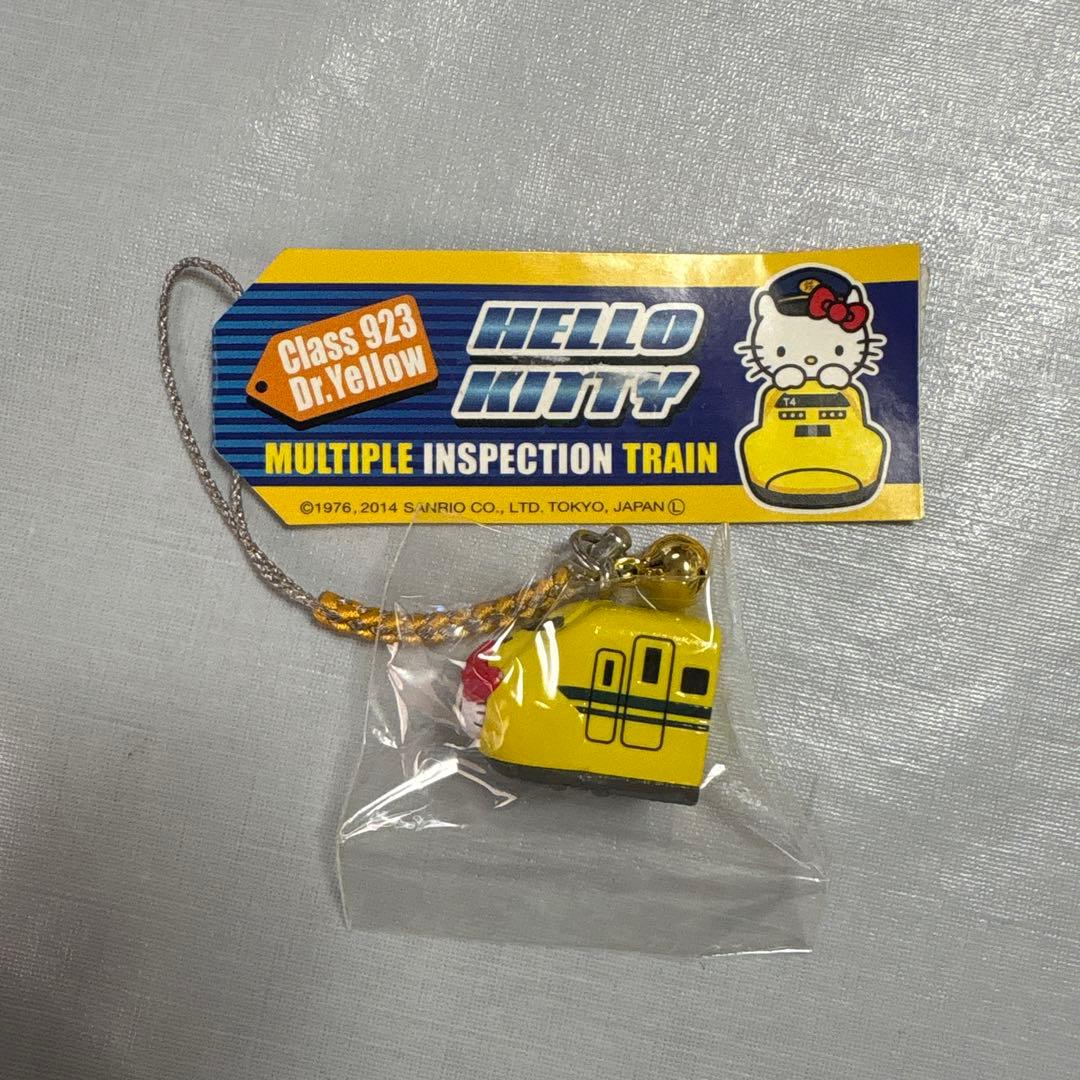 Class 923
Dr.Yellow
HELLO
KITTY
MULTIPLE INSPECTION TRAIN
©1976, 2014 SANRIO CO., LTD. TOKYO, JAPAN Ⓛ
T4